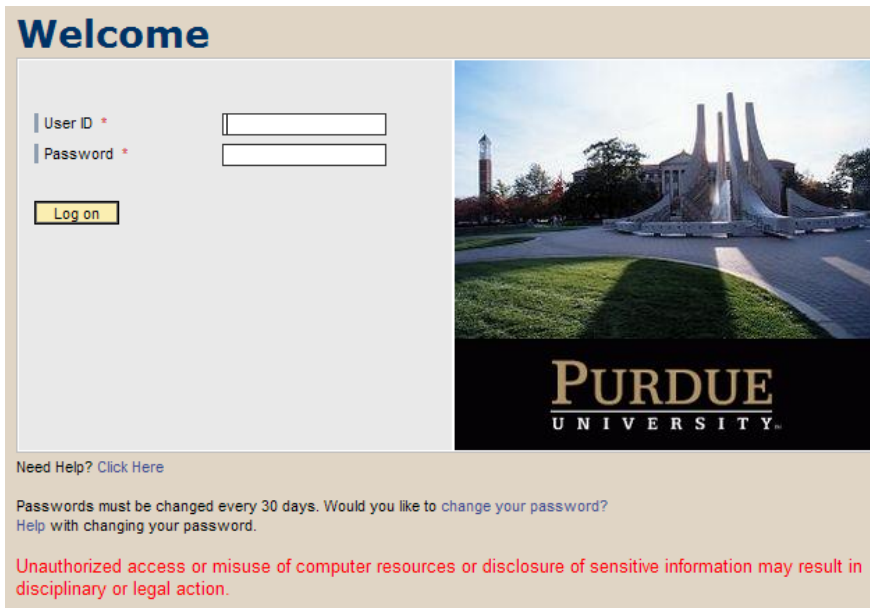 Welcome
User ID *
Password *
Log on
PURDUE
UNIVERSITY
Need Help? Click Here
Passwords must be changed every 30 days. Would you like to change your password?
Help with changing your password.
Unauthorized access or misuse of computer resources or disclosure of sensitive information may result in
disciplinary or legal action.